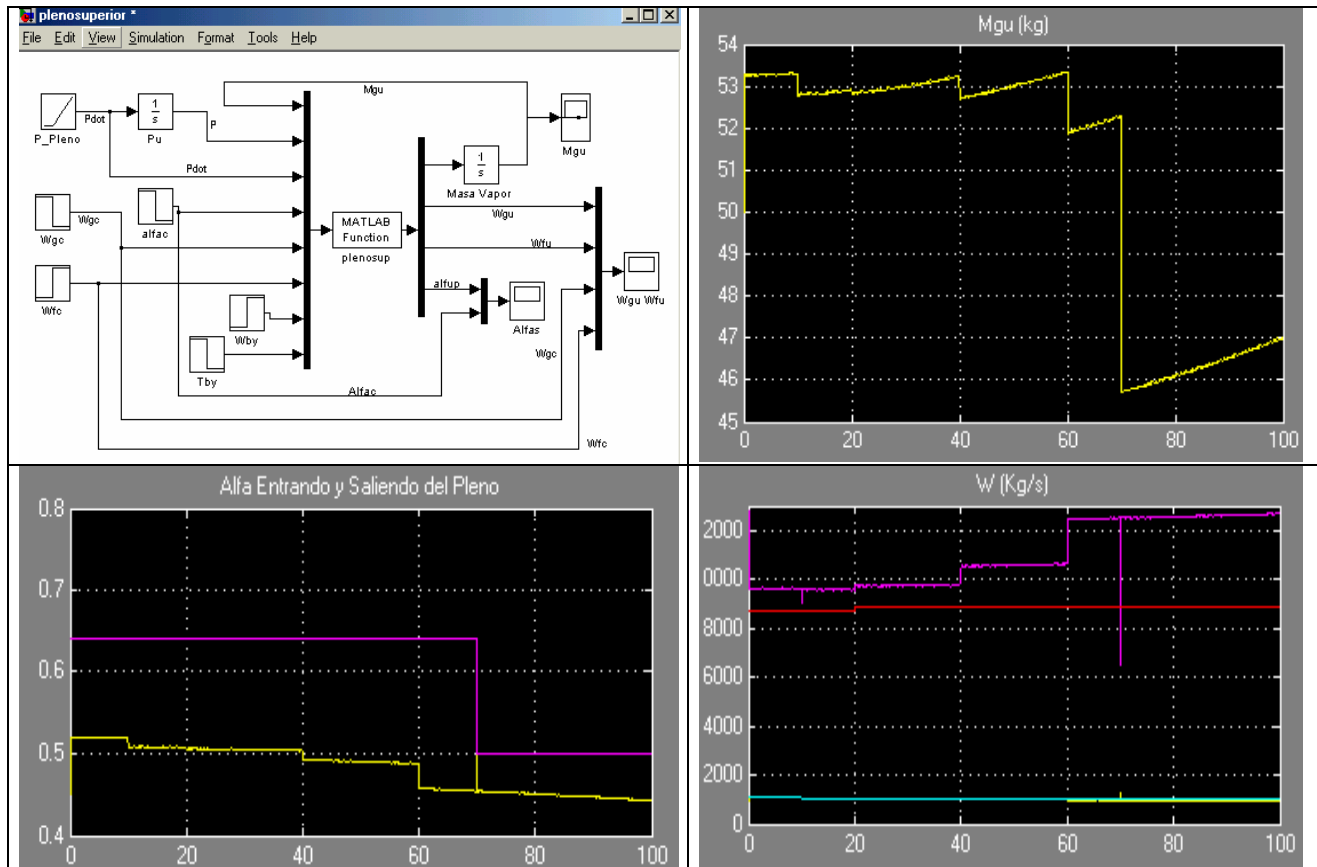 plenosuperior *
File Edit View Simulation Format Tools Help
Mgu
P_Pleno
Pdot
1
s
Pu
P
Mgu
Pdot
1
s
Masa Vapor
Wgc
Wgc
alfac
MATLAB
Function
plenosup
Wgu
Wfu
Wfc
alfup
Alfas
Wgu Wfu
Wby
Tby
Wgc
Alfac
Wfc
Mgu (kg)
54
53
52
51
50
49
48
47
46
45
0 20 40 60 80 100
Alfa Entrando y Saliendo del Pleno
0.8
0.7
0.6
0.5
0.4
0 20 40 60 80 100
W (Kg/s)
2000
0000
8000
6000
4000
2000
0
0 20 40 60 80 100